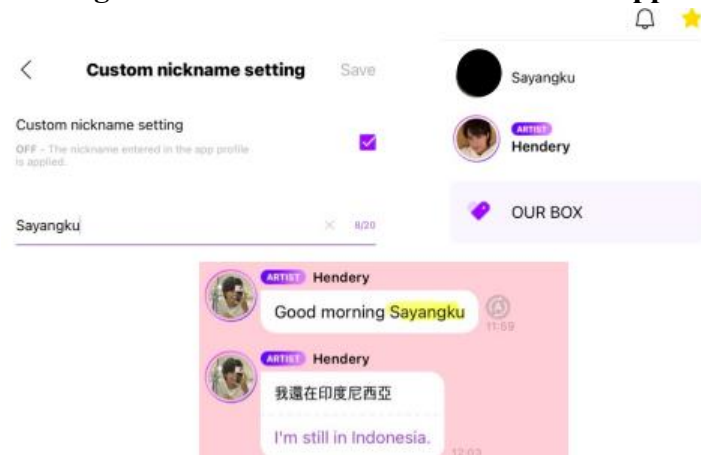 Custom nickname setting
Save
Custom nickname setting
OFF - The nickname entered in the app profile
is applied.
Sayangku
8/20
Sayangku
ARTIST
Hendery
OUR BOX
ARTIST Hendery
Good morning Sayangku
11:59
ARTIST Hendery
我還在印度尼西亞
I'm still in Indonesia.
12:03